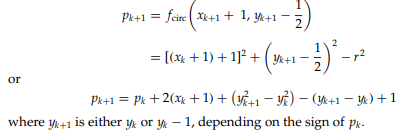 p_{k+1} = f_{circ}(x_{k+1} + 1, y_{k+1} − \frac{1}{2})
= [(x_k + 1) + 1]^2 + (y_{k+1} − \frac{1}{2})^2 − r^2
or
p_{k+1} = p_k + 2(x_k + 1) + (y_{k+1}^2 − y_k^2) − (y_{k+1} − y_k) + 1
where y_{k+1} is either y_k or y_k − 1, depending on the sign of p_k.